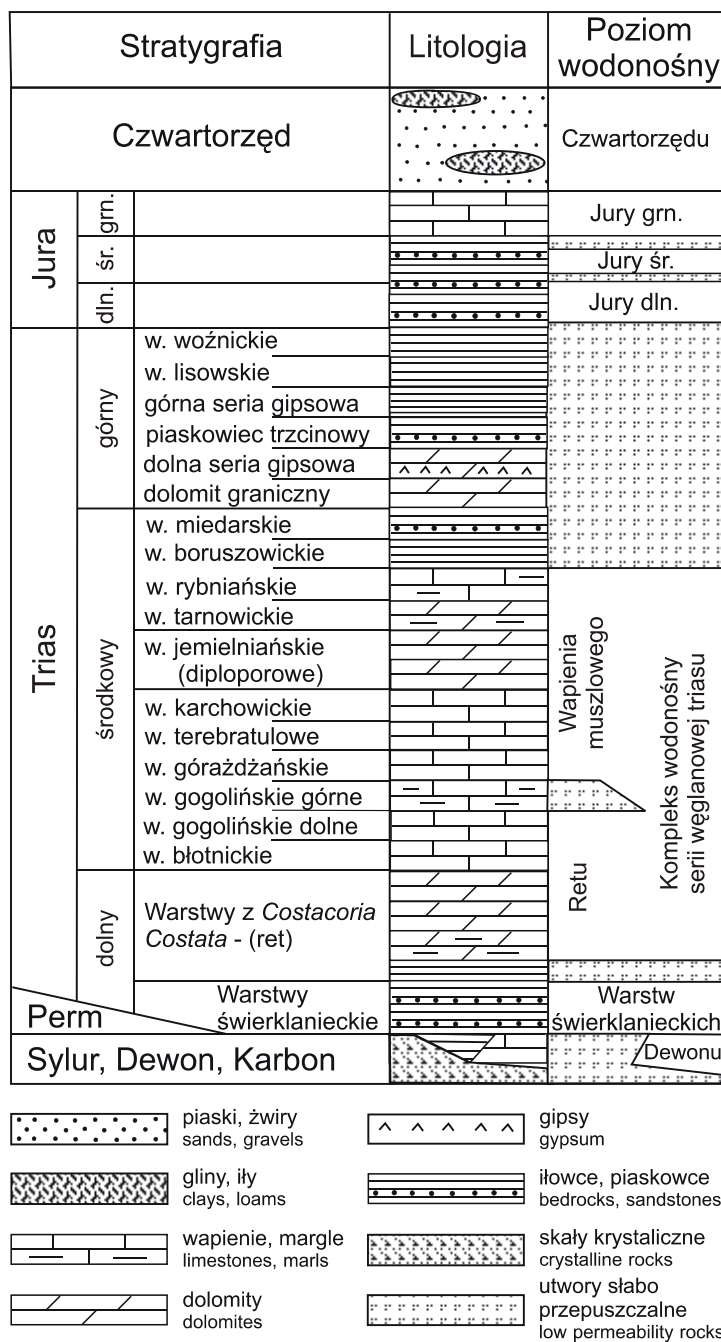 Stratygrafia
Litologia
Poziom
wodonośny
Czwartorzęd
Czwartorzędu
Jura
grn.
śr.
dln.
Jury grn.
Jury śr.
Jury dln.
Trias
górny
w. woźnickie
w. lisowskie
górna seria gipsowa
piaskowiec trzcinowy
dolna seria gipsowa
dolomit graniczny
środkowy
w. miedarskie
w. boruszowickie
w. rybniańskie
w. tarnowickie
w. jemielniańskie
(diploporowe)
w. karchowickie
w. terebratulowe
w. górażdżańskie
w. gogolińskie górne
w. gogolińskie dolne
w. błotnickie
Wapienia
muszlowego
Retu
Kompleks wodonośny
serii węglanowej triasu
dolny
Warstwy z Costacoria
Costata - (ret)
Warstwy
świerklanieckie
Warstw
świerklanieckich
Perm
Sylur, Dewon, Karbon
Dewonu
piaski, żwiry
sands, gravels
gliny, iły
clays, loams
wapienie, margle
limestones, marls
dolomity
dolomites
gipsy
gypsum
iłowce, piaskowce
bedrocks, sandstones
skały krystaliczne
crystalline rocks
utwory słabo
przepuszczalne
low permeability rocks